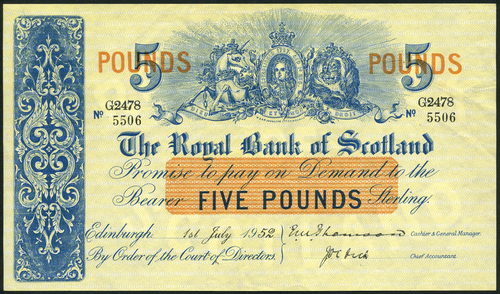 POUNDS 5 5 POUNDS
G2478 G2478
Nº 5506 Nº 5506
The Royal Bank of Scotland
Promise to pay on Demand to the
Bearer FIVE POUNDS Sterling.
Edinburgh 1st July 1952 Cashier & General Manager.
By Order of the Court of Directors. Chief Accountant